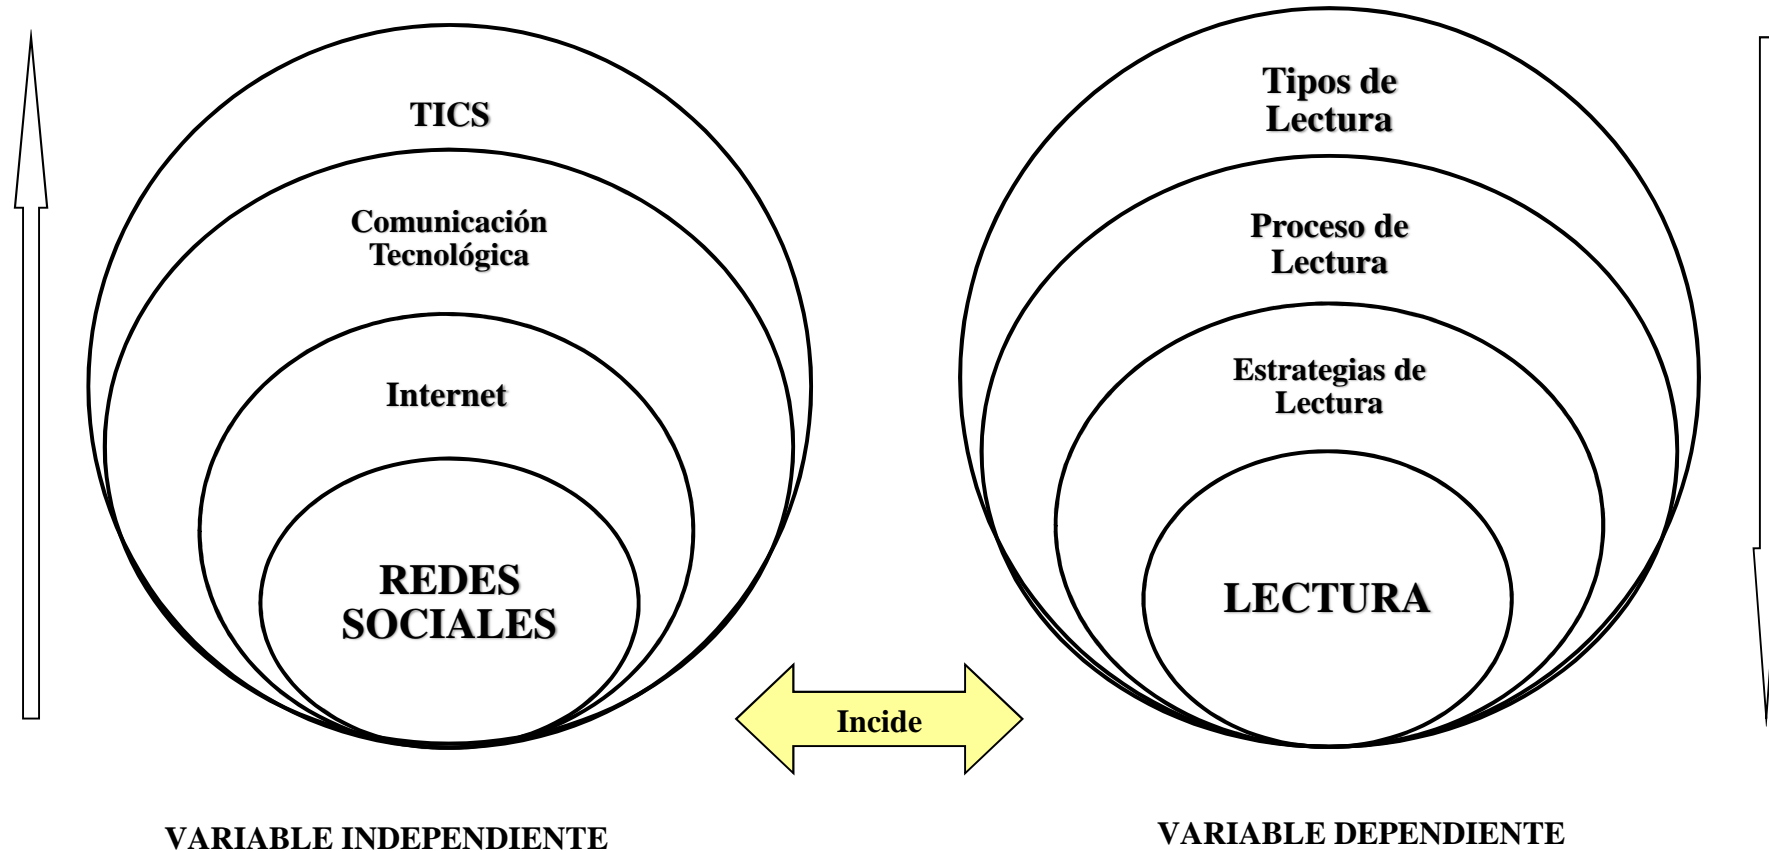 TICS
Comunicación
Tecnológica
Internet
REDES
SOCIALES
VARIABLE INDEPENDIENTE
Incide
Tipos de
Lectura
Proceso de
Lectura
Estrategias de
Lectura
LECTURA
VARIABLE DEPENDIENTE